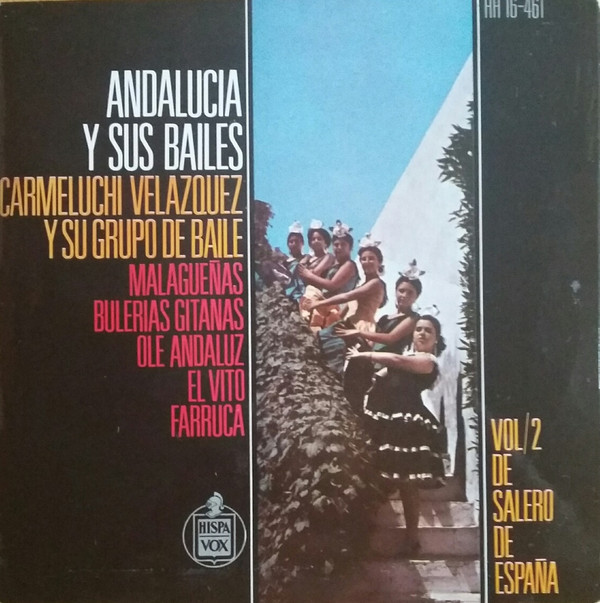 HH 16-461
ANDALUCIA
Y SUS BAILES
CARMELUCHI VELAZQUEZ
Y SU GRUPO DE BAILE
MALAGUEÑAS
BULERIAS GITANAS
OLE ANDALUZ
EL VITO
FARRUCA
HISPA
VOX
VOL/2
DE
SALERO
DE
ESPAÑA